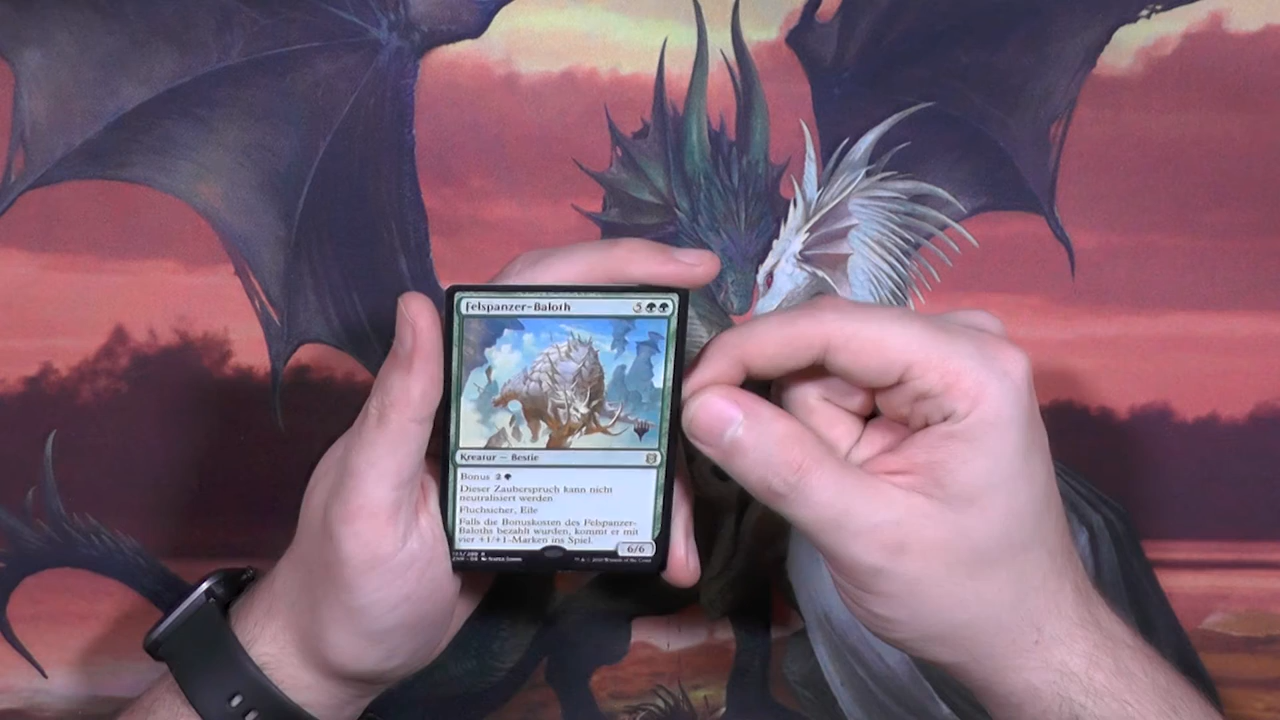 Felspanzer-Baloth 5
Kreatur — Bestie
Bonus 2
Dieser Zauberspruch kann nicht
neutralisiert werden
Fluchsicher, Eile
Falls die Bonuskosten des Felspanzer-
Baloths bezahlt wurden, kommt er mit
vier +1/+1-Marken ins Spiel.
6/6